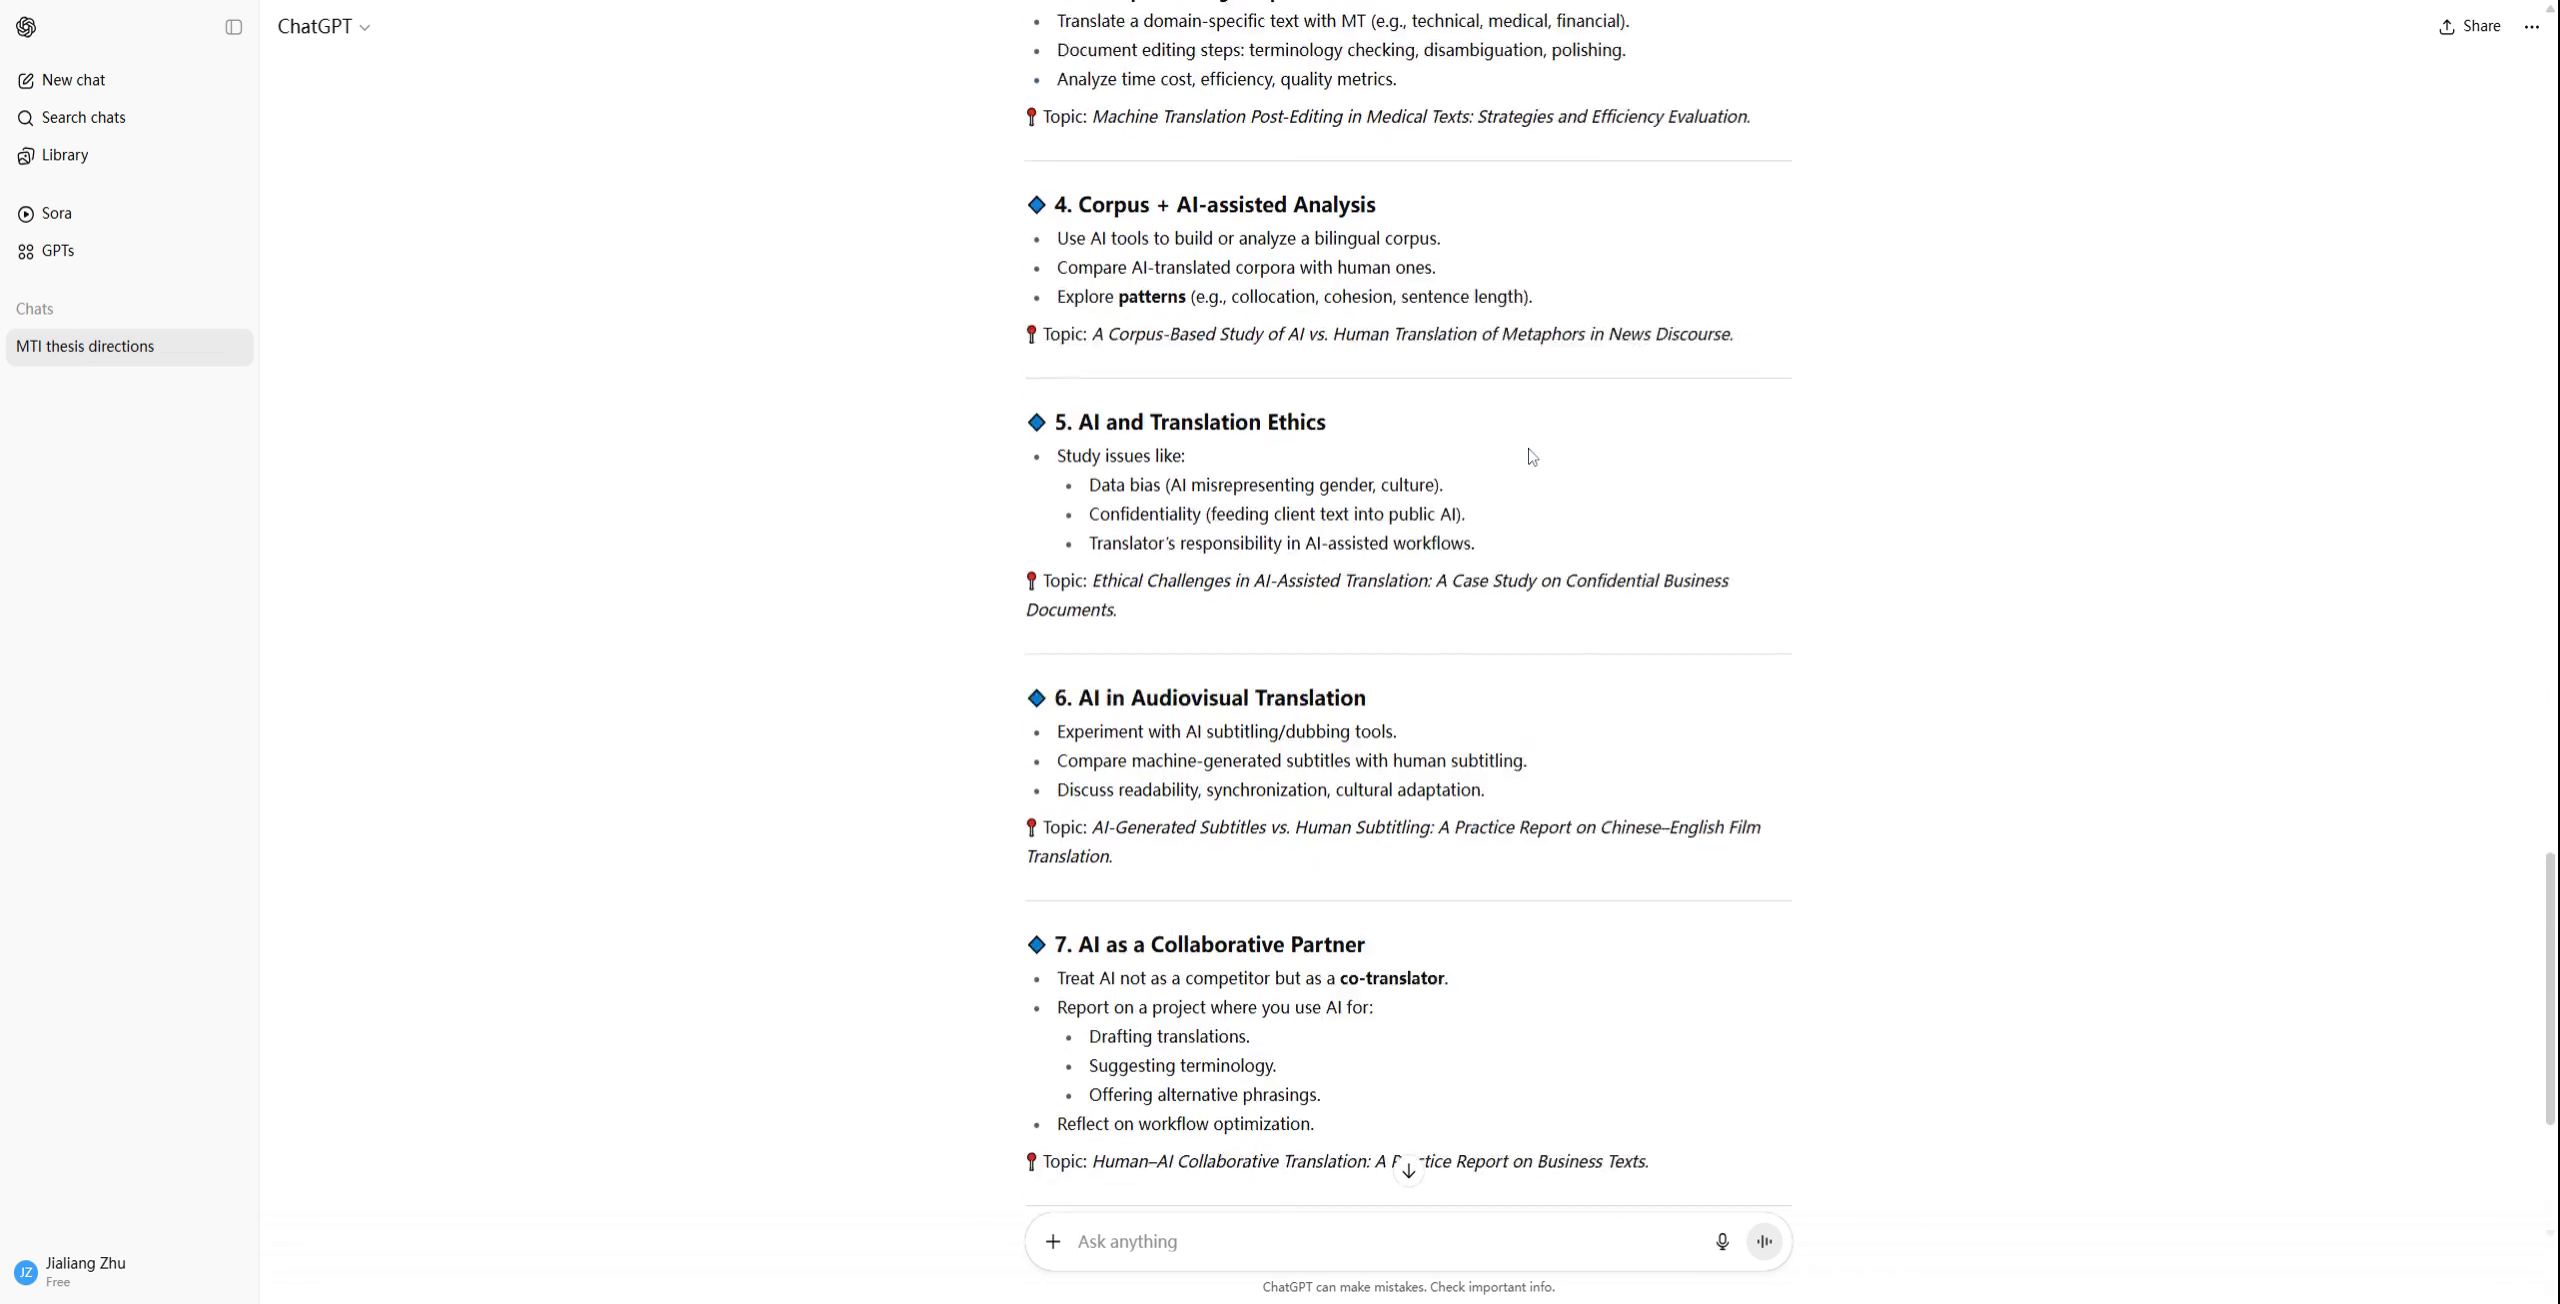 ChatGPT
Share
New chat
Search chats
Library
Sora
GPTs
Chats
MTI thesis directions
Translate a domain-specific text with MT (e.g., technical, medical, financial).
Document editing steps: terminology checking, disambiguation, polishing.
Analyze time cost, efficiency, quality metrics.
Topic: Machine Translation Post-Editing in Medical Texts: Strategies and Efficiency Evaluation.
4. Corpus + AI-assisted Analysis
Use AI tools to build or analyze a bilingual corpus.
Compare AI-translated corpora with human ones.
Explore patterns (e.g., collocation, cohesion, sentence length).
Topic: A Corpus-Based Study of AI vs. Human Translation of Metaphors in News Discourse.
5. AI and Translation Ethics
Study issues like:
Data bias (AI misrepresenting gender, culture).
Confidentiality (feeding client text into public AI).
Translator's responsibility in AI-assisted workflows.
Topic: Ethical Challenges in AI-Assisted Translation: A Case Study on Confidential Business
Documents.
6. AI in Audiovisual Translation
Experiment with AI subtitling/dubbing tools.
Compare machine-generated subtitles with human subtitling.
Discuss readability, synchronization, cultural adaptation.
Topic: AI-Generated Subtitles vs. Human Subtitling: A Practice Report on Chinese–English Film
Translation.
7. AI as a Collaborative Partner
Treat AI not as a competitor but as a co-translator.
Report on a project where you use AI for:
Drafting translations.
Suggesting terminology.
Offering alternative phrasings.
Reflect on workflow optimization.
Topic: Human–AI Collaborative Translation: A Practice Report on Business Texts.
Ask anything
ChatGPT can make mistakes. Check important info.
JZ
Jialiang Zhu
Free